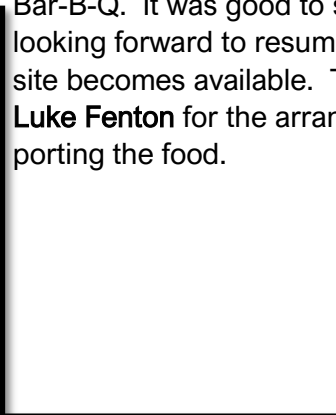 Bar-B-Q. It was good to s
looking forward to resum
site becomes available. T
Luke Fenton for the arran
porting the food.